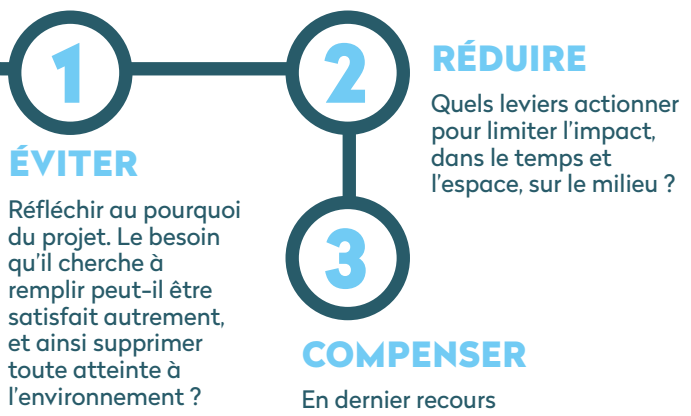 1
ÉVITER
Réfléchir au pourquoi
du projet. Le besoin
qu'il cherche à
remplir peut-il être
satisfait autrement,
et ainsi supprimer
toute atteinte à
l'environnement ?
2
RÉDUIRE
Quels leviers actionner
pour limiter l'impact,
dans le temps et
l'espace, sur le milieu ?
3
COMPENSER
En dernier recours